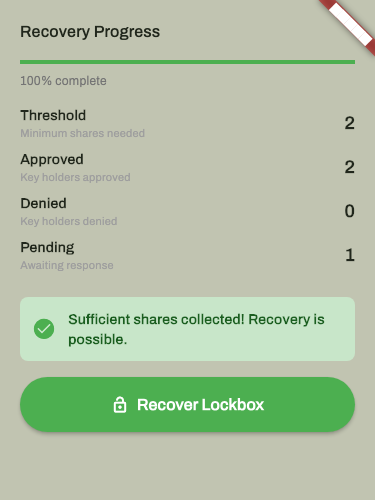 Recovery Progress
100% complete
Threshold
Minimum shares needed
2
Approved
Key holders approved
2
Denied
Key holders denied
0
Pending
Awaiting response
1
Sufficient shares collected! Recovery is
possible.
Recover Lockbox